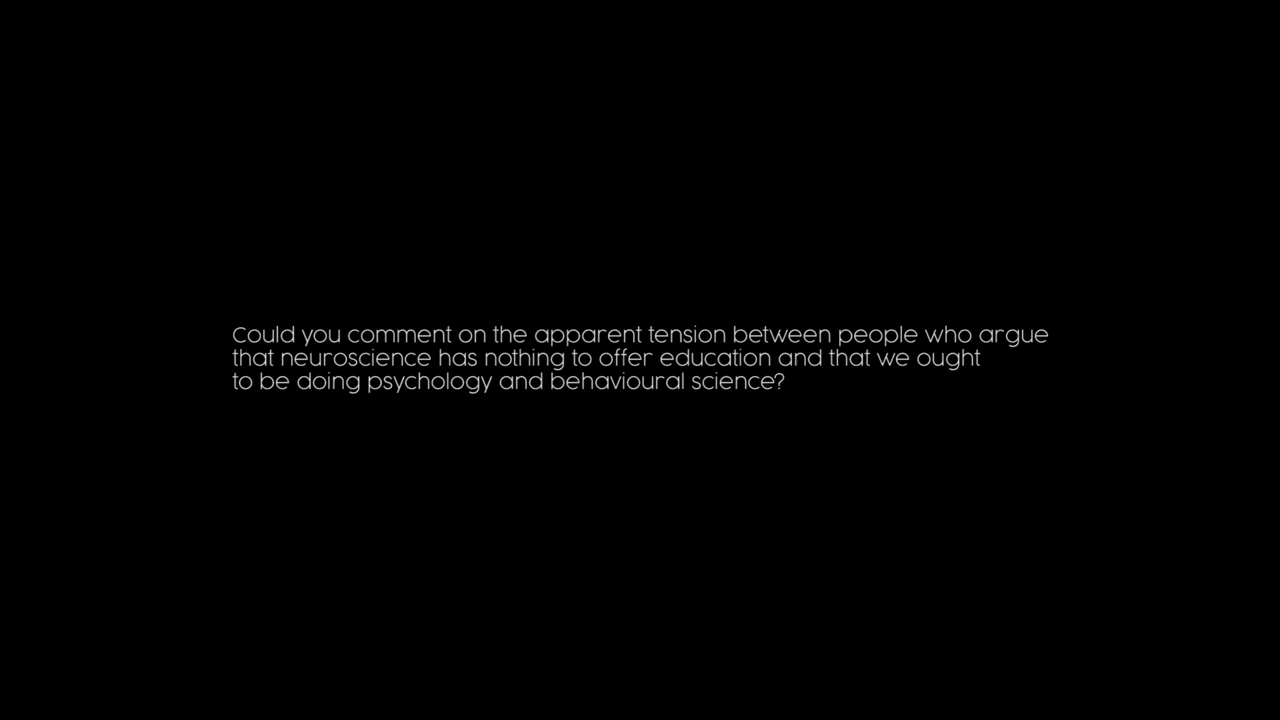 Could you comment on the apparent tension between people who argue
that neuroscience has nothing to offer education and that we ought
to be doing psychology and behavioural science?